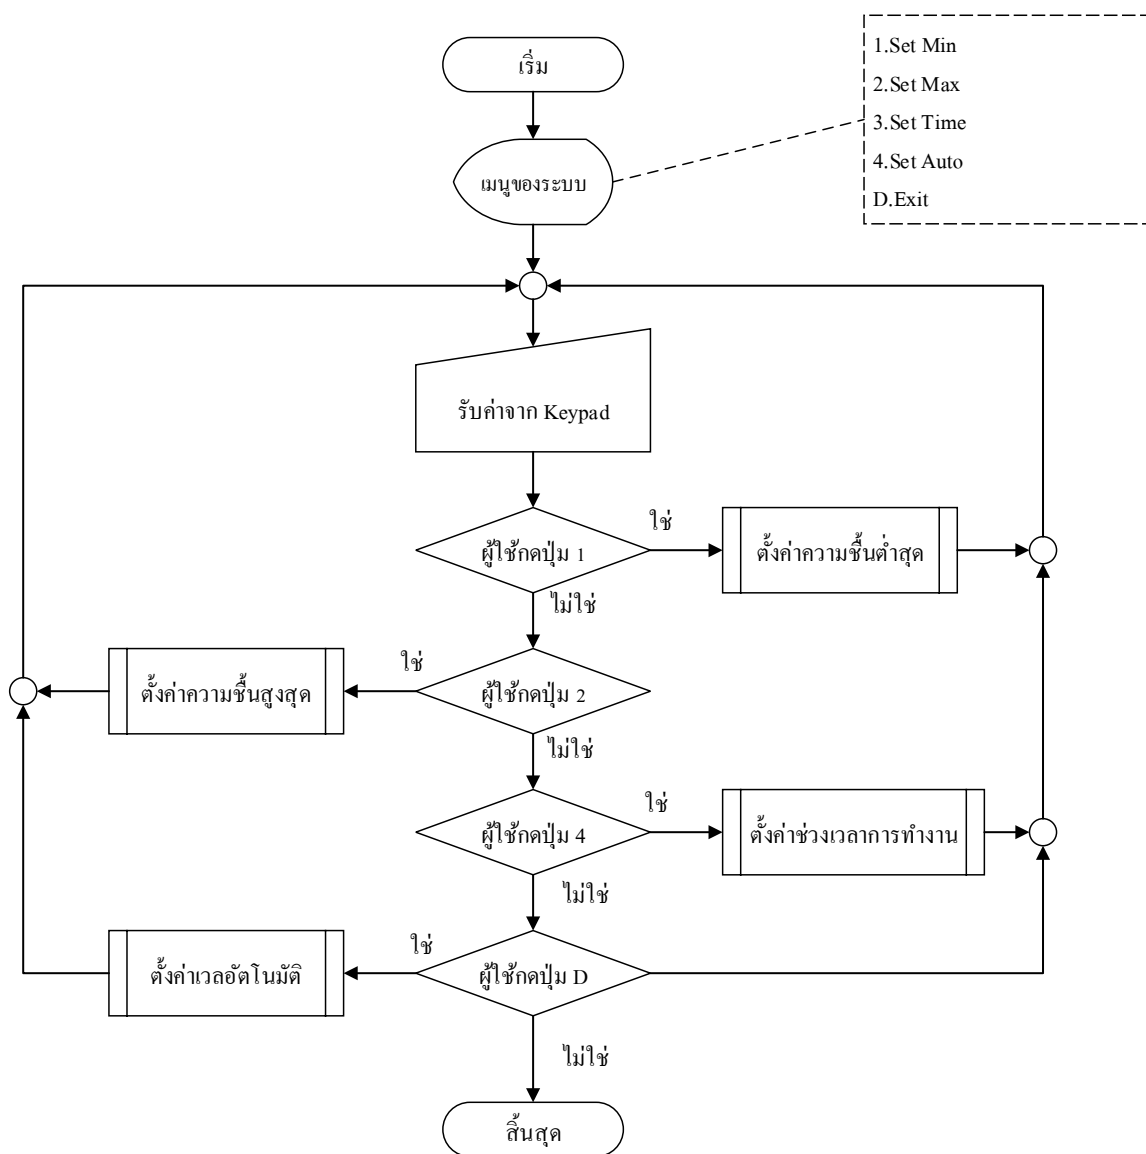 เริ่ม
1.Set Min
2.Set Max
3.Set Time
4.Set Auto
D.Exit
เมนูของระบบ
รับค่าจาก Keypad
ผู้ใช้กดปุ่ม 1
ใช่
ตั้งค่าความชื้นต่ำสุด
ไม่ใช่
ผู้ใช้กดปุ่ม 2
ใช่
ตั้งค่าความชื้นสูงสุด
ไม่ใช่
ผู้ใช้กดปุ่ม 4
ใช่
ตั้งค่าช่วงเวลาการทำงาน
ไม่ใช่
ผู้ใช้กดปุ่ม D
ใช่
ตั้งค่าเวลอัตโนมัติ
ไม่ใช่
สิ้นสุด